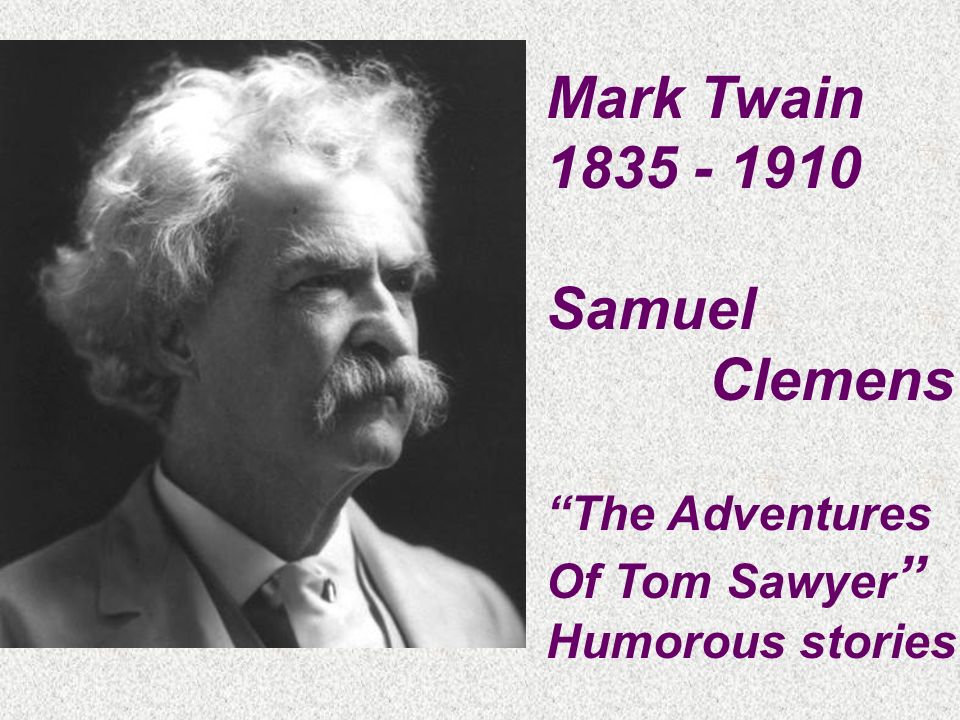 Mark Twain
1835 - 1910
Samuel
Clemens
“The Adventures
Of Tom Sawyer”
Humorous stories